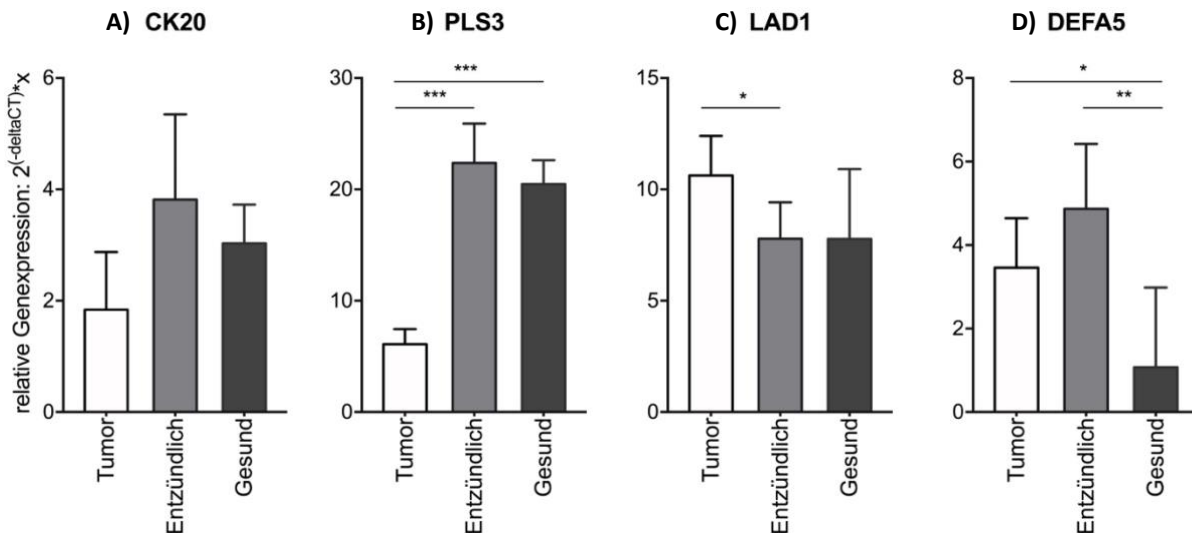 A) CK20
B) PLS3
C) LAD1
D) DEFA5
relative Genexpression: 2(-deltaCT)*x
6
4
2
0
Tumor
Entzündlich
Gesund
***
***
30
20
10
0
Tumor
Entzündlich
Gesund
*
15
10
5
0
Tumor
Entzündlich
Gesund
*
**
8
6
4
2
0
Tumor
Entzündlich
Gesund